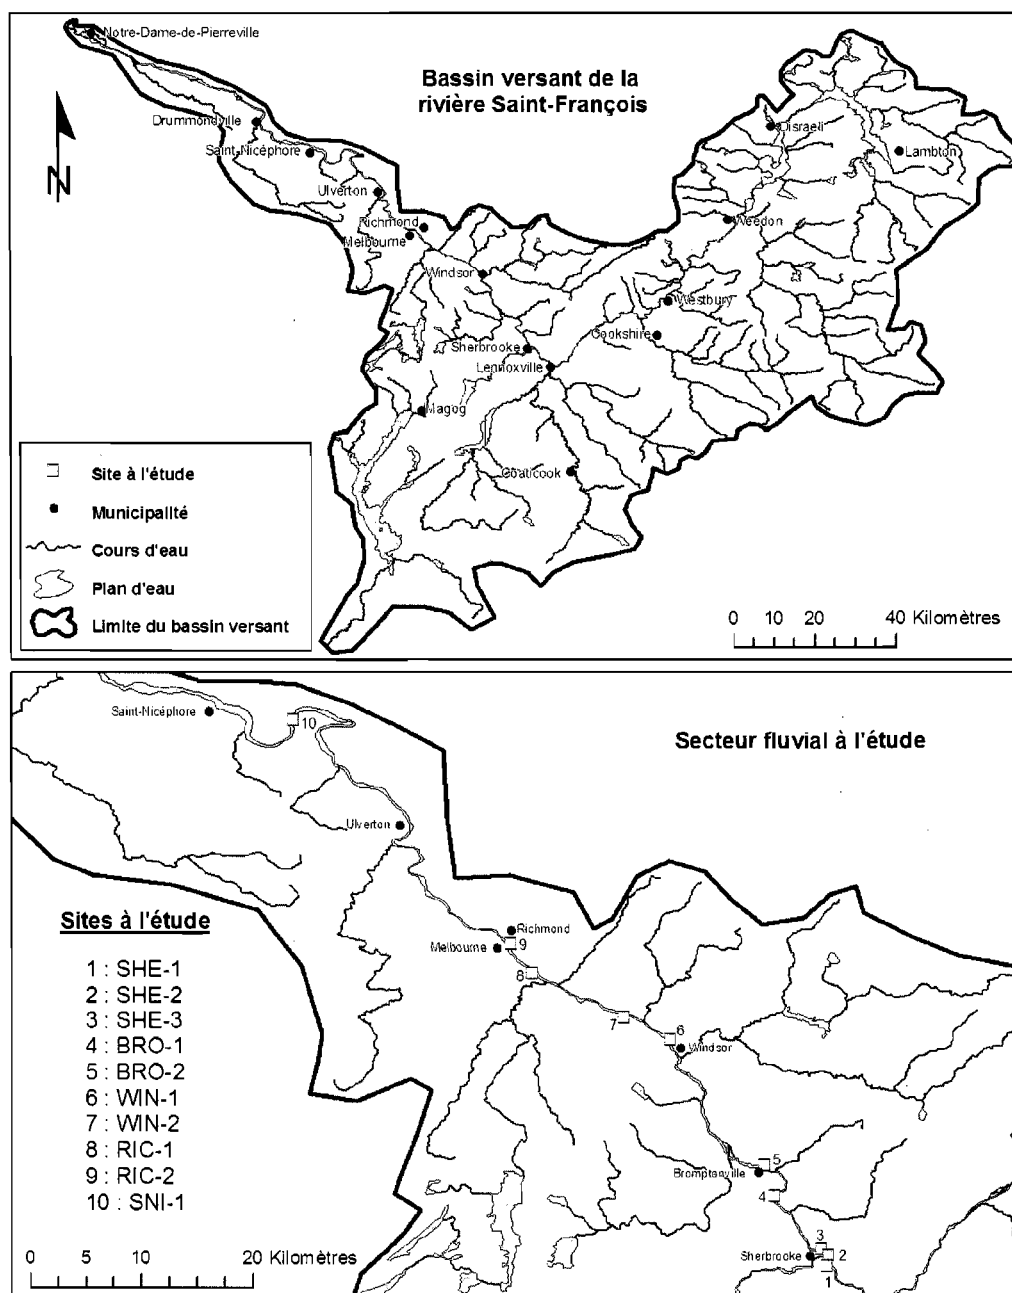 Notre-Dame-de-Pierreville
Bassin versant de la
rivière Saint-François
N
Drummondville
Saint-Nicéphore
Ulverton
Richmond
Melbourne
Windsor
Disraeli
Lambton
Weedon
Westbury
Cookshire
Sherbrooke
Lennoxville
Magog
Coaticook
Site à l'étude
Municipalité
Cours d'eau
Plan d'eau
Limite du bassin versant
0 10 20 40 Kilomètres
Secteur fluvial à l'étude
Saint-Nicéphore
10
Ulverton
Richmond
Melbourne
9
8
7
6
Windsor
5
Bromptonville
4
3
Sherbrooke
2
1
Sites à l'étude
1 : SHE-1
2 : SHE-2
3 : SHE-3
4 : BRO-1
5 : BRO-2
6 : WIN-1
7 : WIN-2
8 : RIC-1
9 : RIC-2
10 : SNI-1
0 5 10 20 Kilomètres